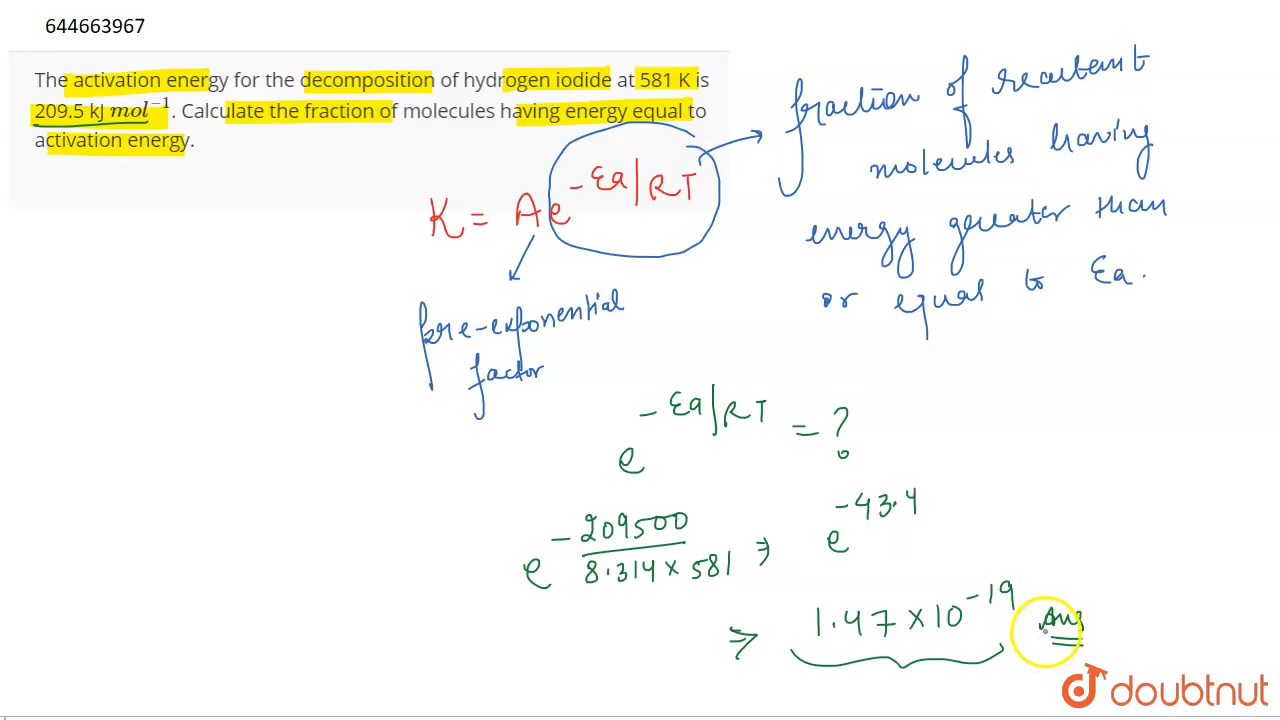 644663967
The activation energy for the decomposition of hydrogen iodide at 581 K is
209.5 kJ mol⁻¹. Calculate the fraction of molecules having energy equal to
activation energy.
K = Ae^-Ea/RT
fraction of reactant
molecules having
energy greater than
or equal to Ea.
pre-exponential
factor
e^-Ea/RT = ?
e^-209500/8.314×581 ⇒ e^-43.4
⇒ 1.47×10^-19 Ans
doubtnut